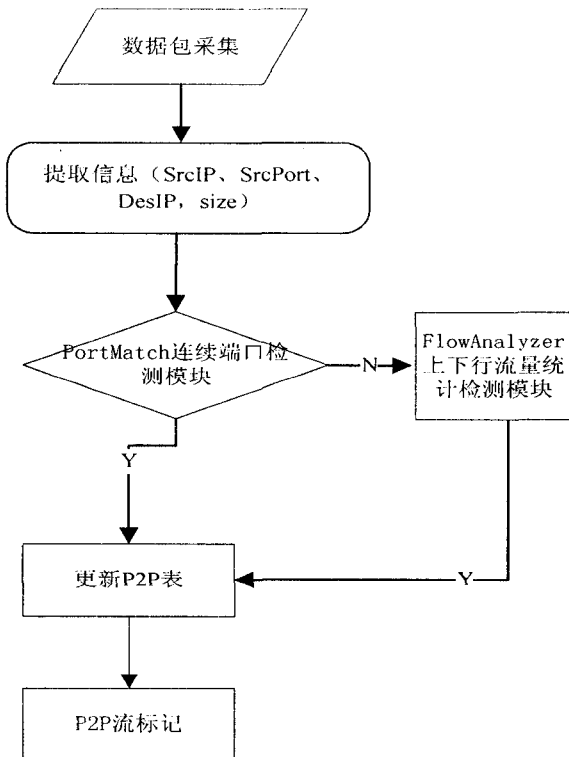 数据包采集
提取信息（SrcIP、SrcPort、
DesIP，size）
PortMatch连续端口检
测模块
N
FlowAnalyzer
上下行流量统
计检测模块
Y
更新P2P表
Y
P2P流标记